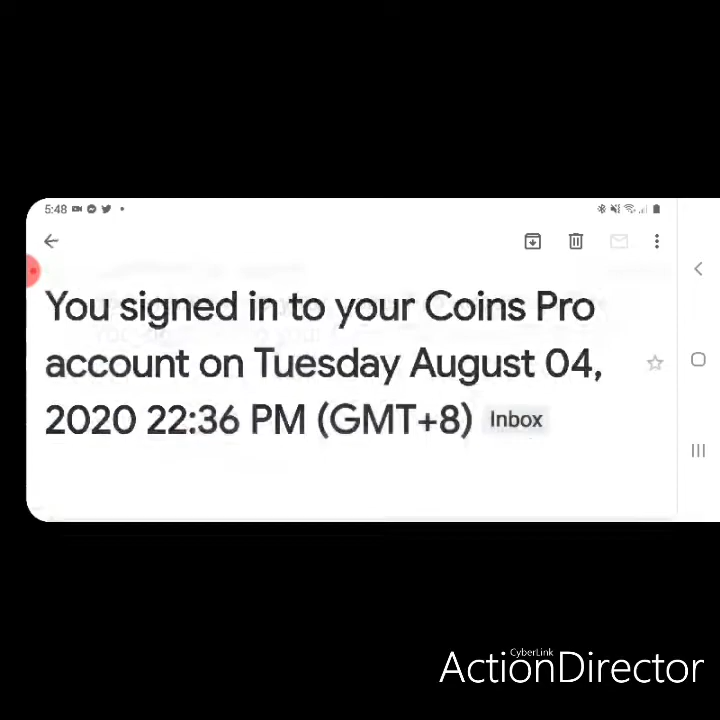 5:48
You signed in to your Coins Pro
account on Tuesday August 04,
2020 22:36 PM (GMT+8) Inbox
CyberLink
ActionDirector